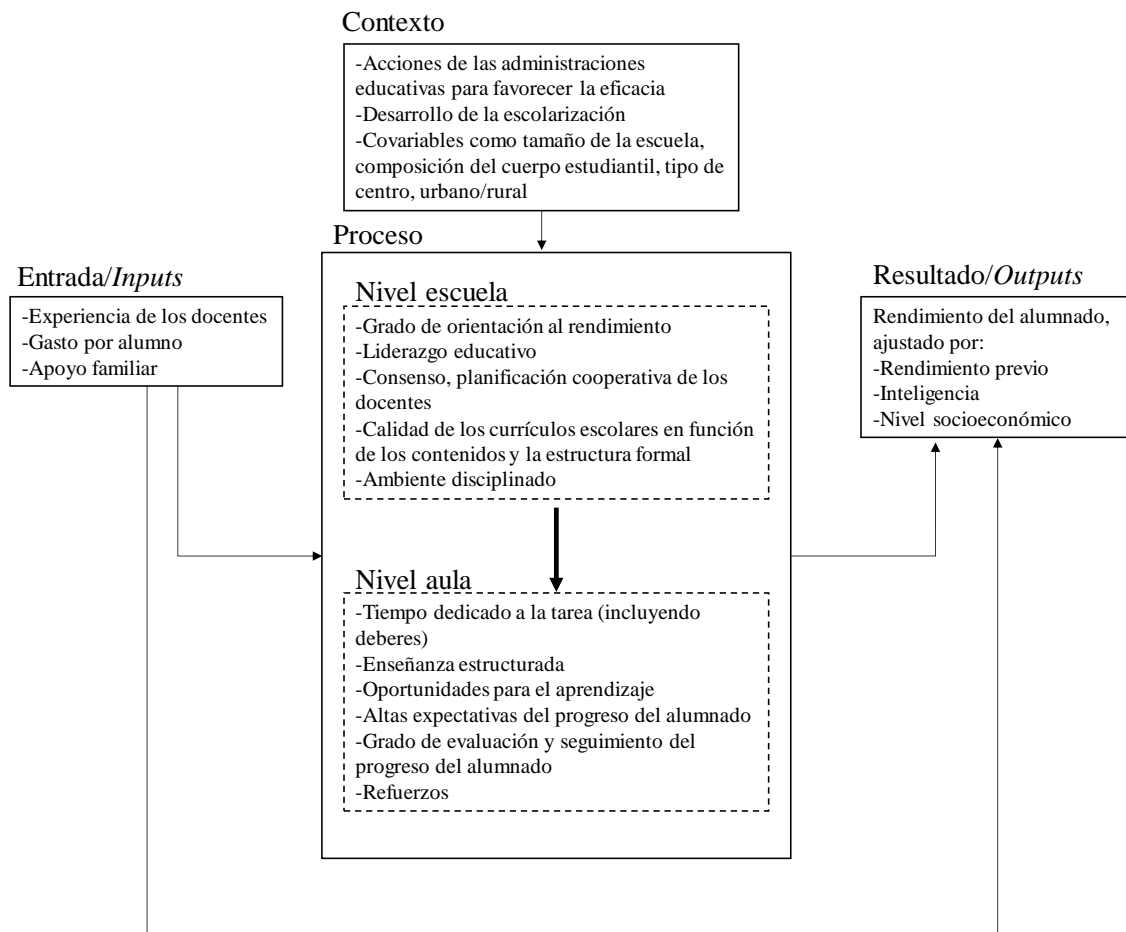 Contexto
-Acciones de las administraciones
educativas para favorecer la eficacia
-Desarrollo de la escolarización
-Covariables como tamaño de la escuela,
composición del cuerpo estudiantil, tipo de
centro, urbano/rural
Proceso
Entrada/Inputs
-Experiencia de los docentes
-Gasto por alumno
-Apoyo familiar
Nivel escuela
-Grado de orientación al rendimiento
-Liderazgo educativo
-Consenso, planificación cooperativa de los
docentes
-Calidad de los currículos escolares en función
de los contenidos y la estructura formal
-Ambiente disciplinado
Nivel aula
-Tiempo dedicado a la tarea (incluyendo
deberes)
-Enseñanza estructurada
-Oportunidades para el aprendizaje
-Altas expectativas del progreso del alumnado
-Grado de evaluación y seguimiento del
progreso del alumnado
-Refuerzos
Resultado/Outputs
Rendimiento del alumnado,
ajustado por:
-Rendimiento previo
-Inteligencia
-Nivel socioeconómico